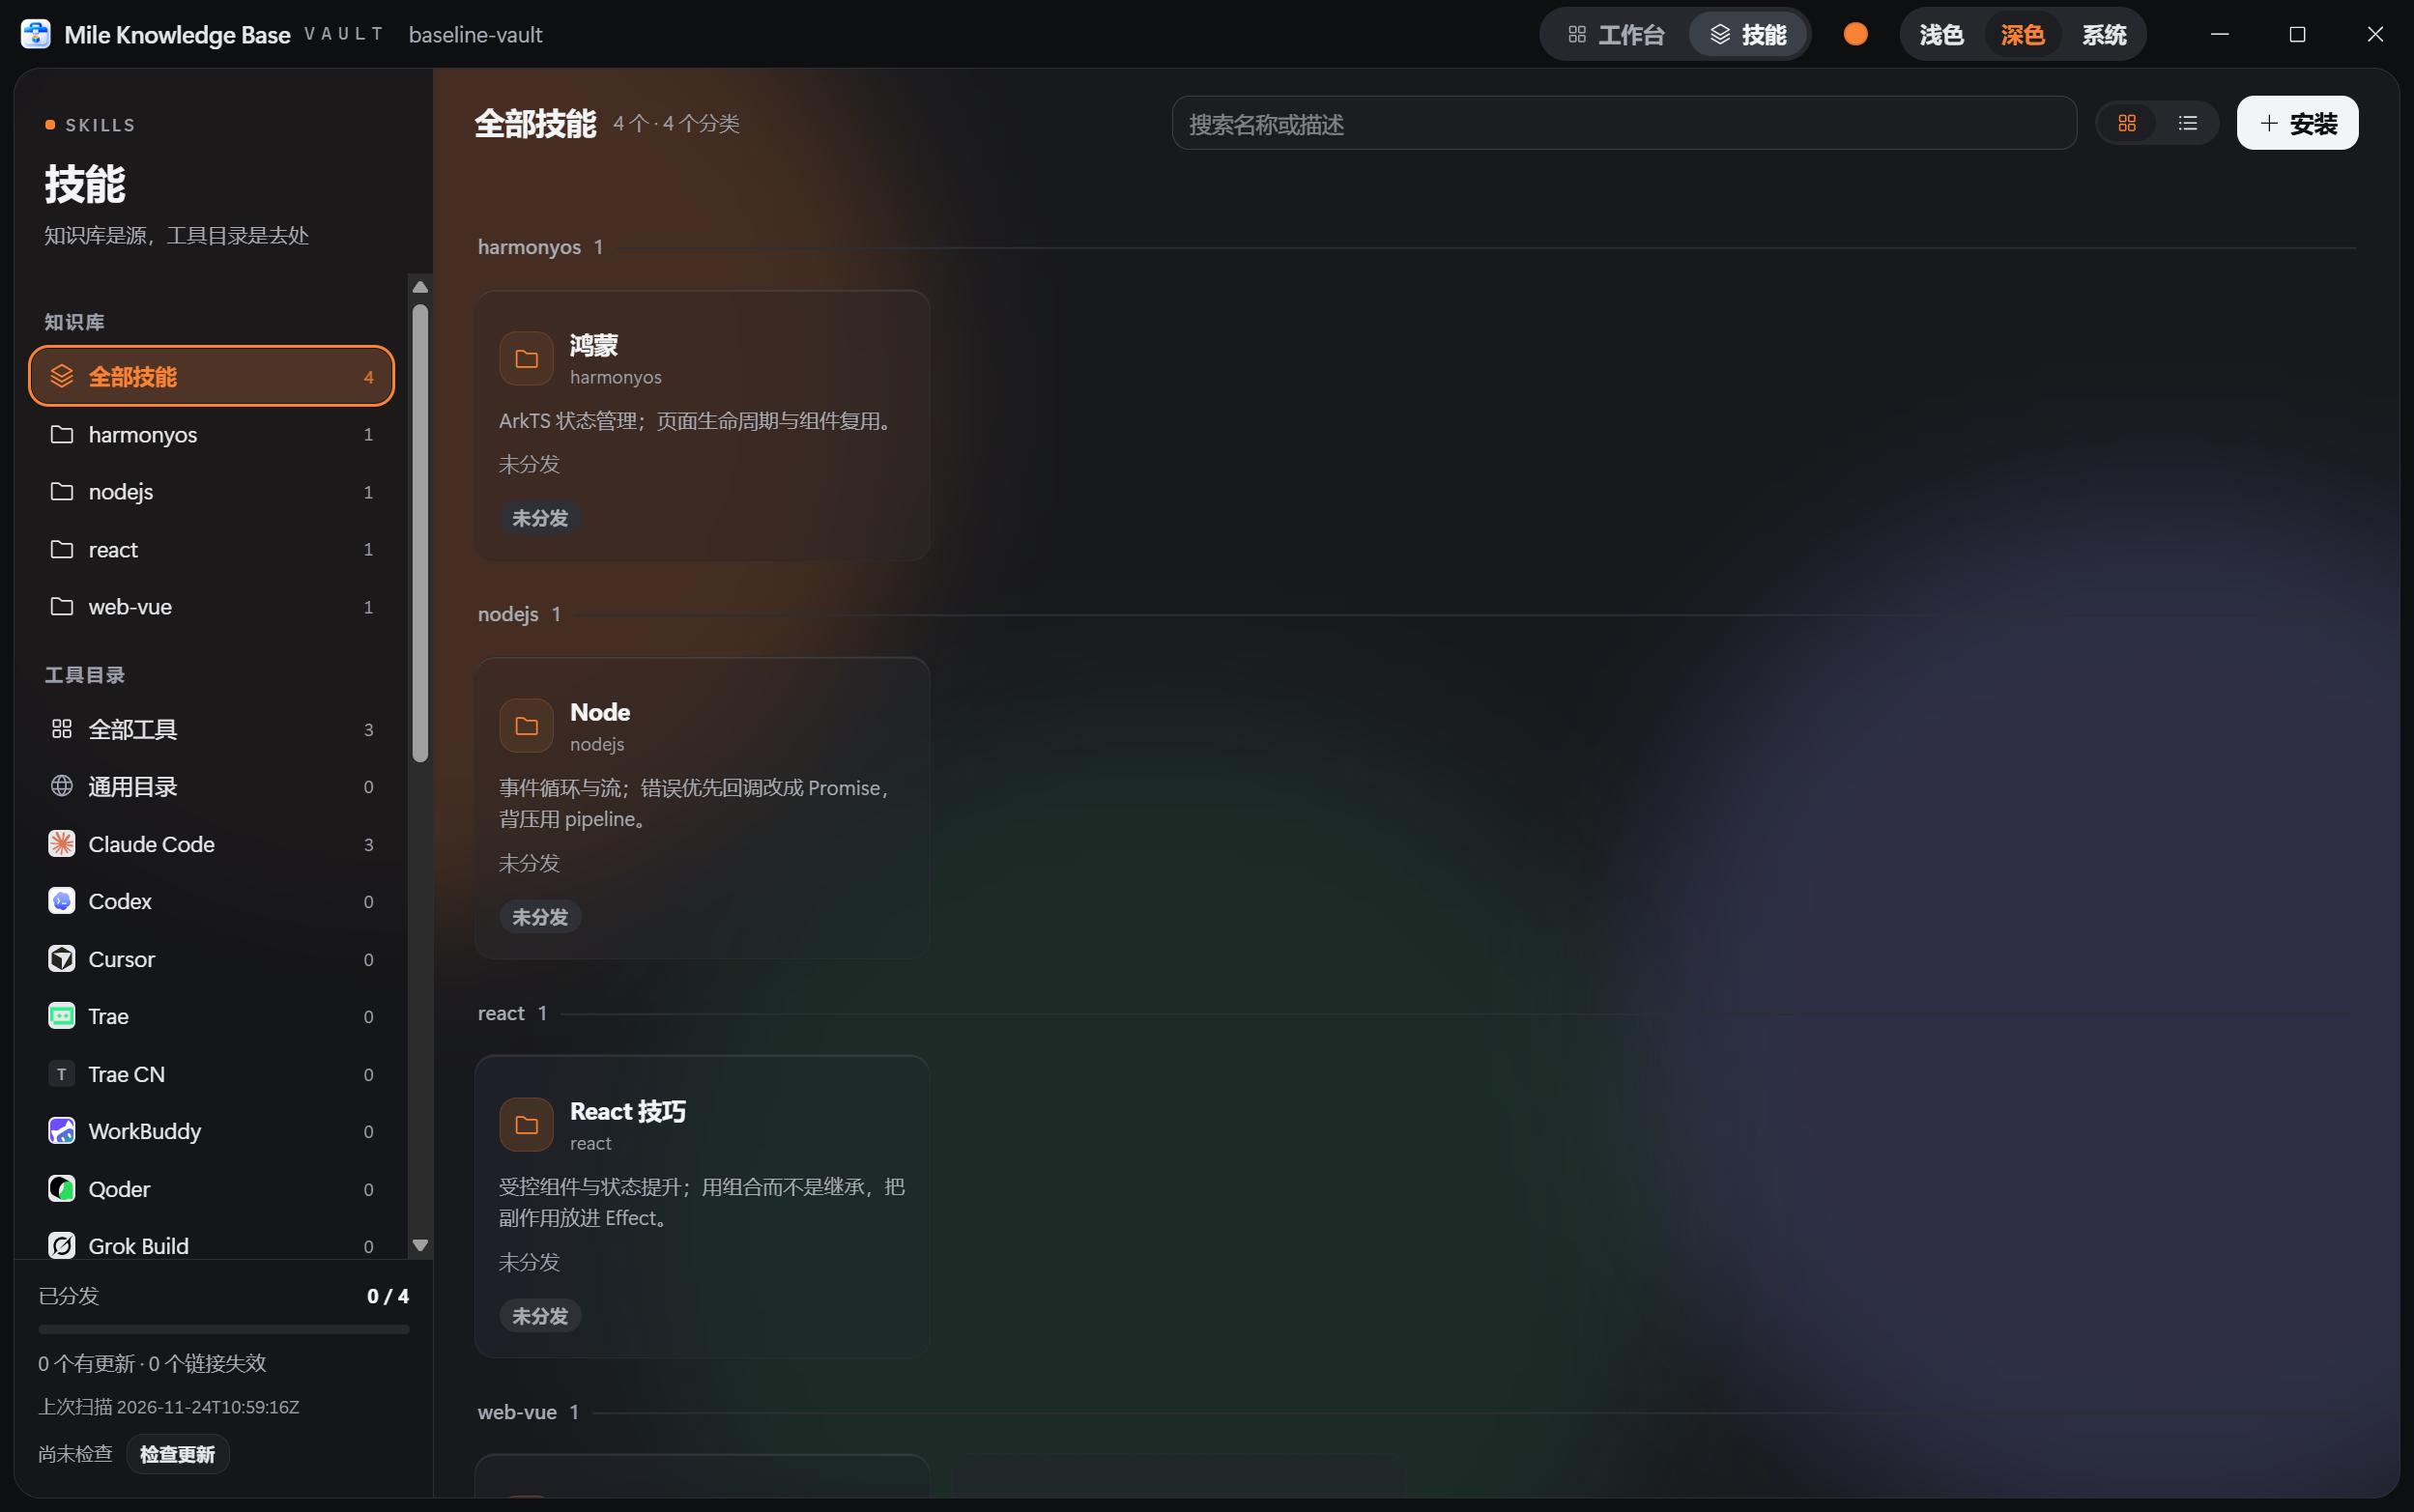 Mile Knowledge Base VAULT baseline-vault
工作台 技能
浅色 深色 系统
SKILLS
技能
知识库是源，工具目录是去处
知识库
全部技能 4
harmonyos 1
nodejs 1
react 1
web-vue 1
工具目录
全部工具 3
通用目录 0
Claude Code 3
Codex 0
Cursor 0
Trae 0
T Trae CN 0
WorkBuddy 0
Qoder 0
Grok Build 0
已分发 0 / 4
0 个有更新 · 0 个链接失效
上次扫描 2026-11-24T10:59:16Z
尚未检查 检查更新
全部技能 4 个 · 4 个分类
搜索名称或描述
安装
harmonyos 1
鸿蒙
harmonyos
ArkTS 状态管理；页面生命周期与组件复用。
未分发
未分发
nodejs 1
Node
nodejs
事件循环与流；错误优先回调改成 Promise，
背压用 pipeline。
未分发
未分发
react 1
React 技巧
react
受控组件与状态提升；用组合而不是继承，把
副作用放进 Effect。
未分发
未分发
web-vue 1